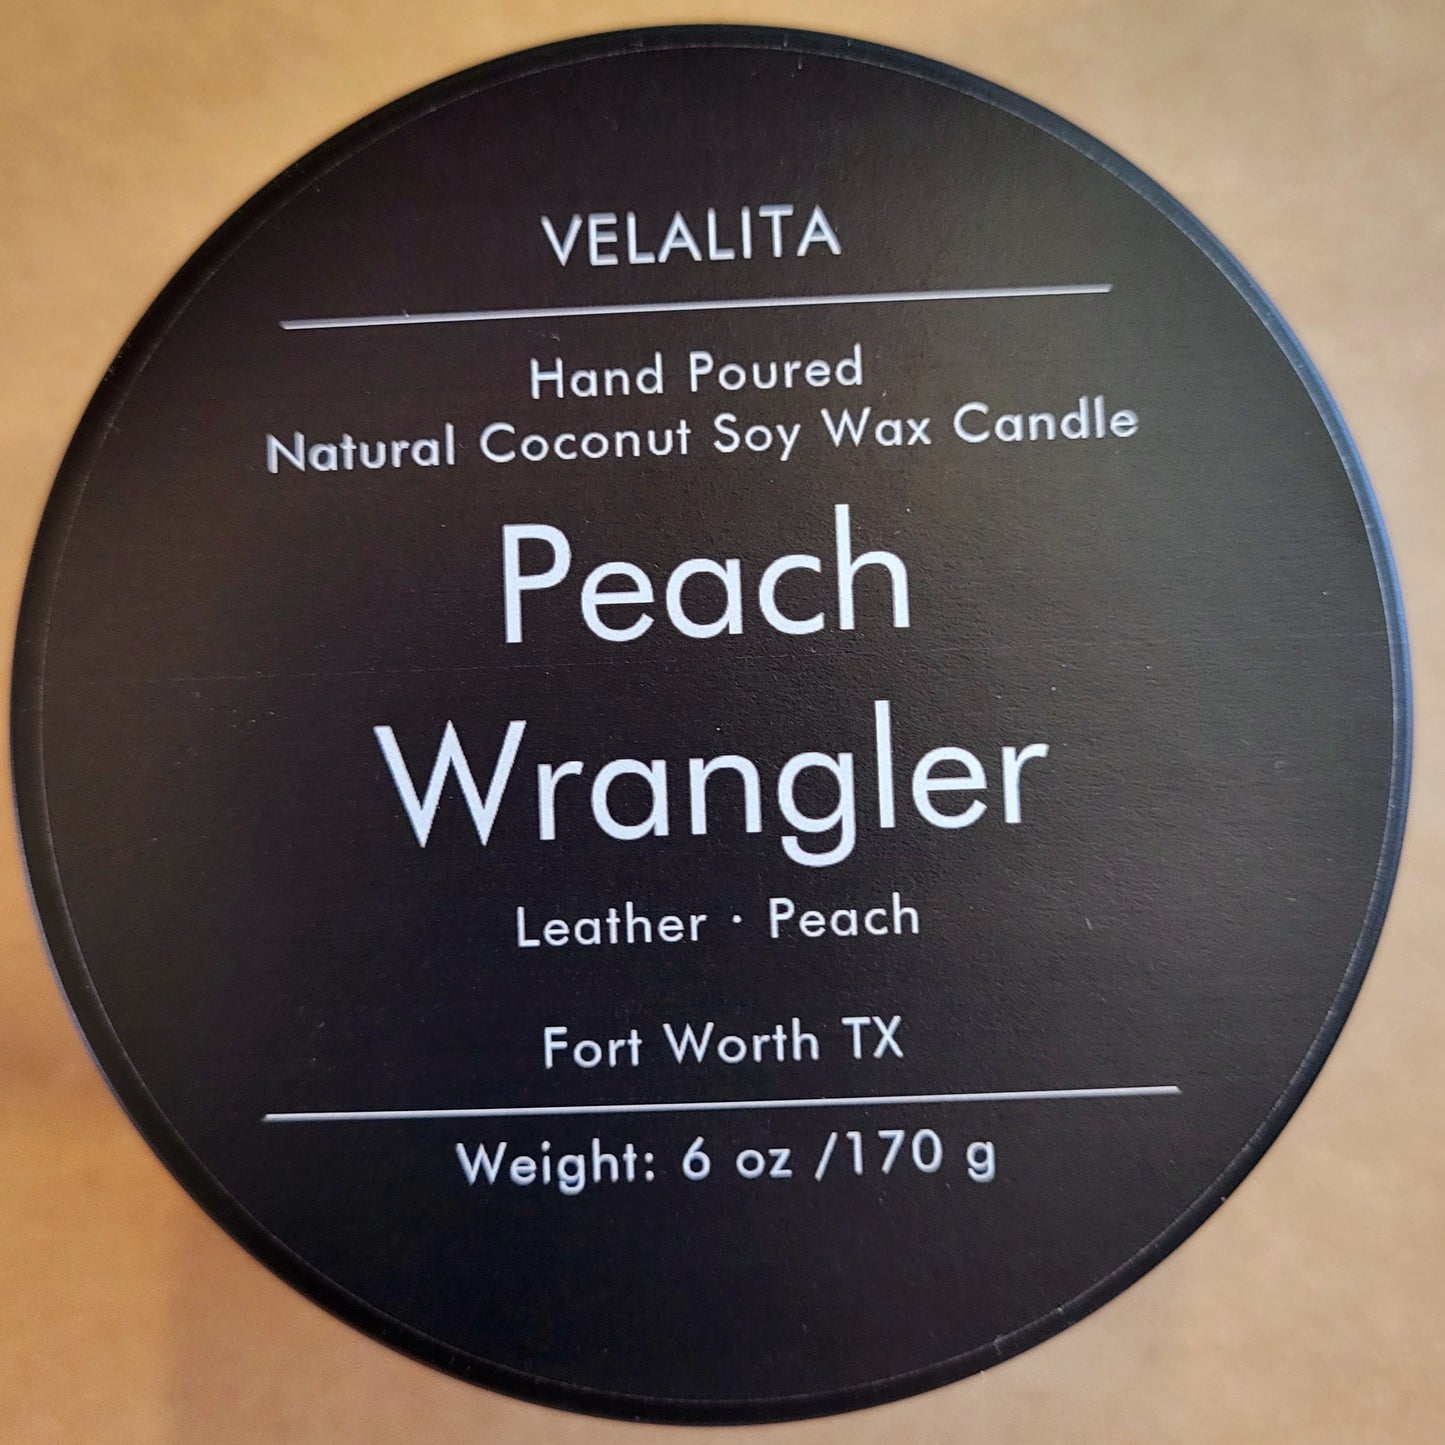 VELALITA
Hand Poured
Natural Coconut Soy Wax Candle
Peach
Wrangler
Leather · Peach
Fort Worth TX
Weight: 6 oz /170 g